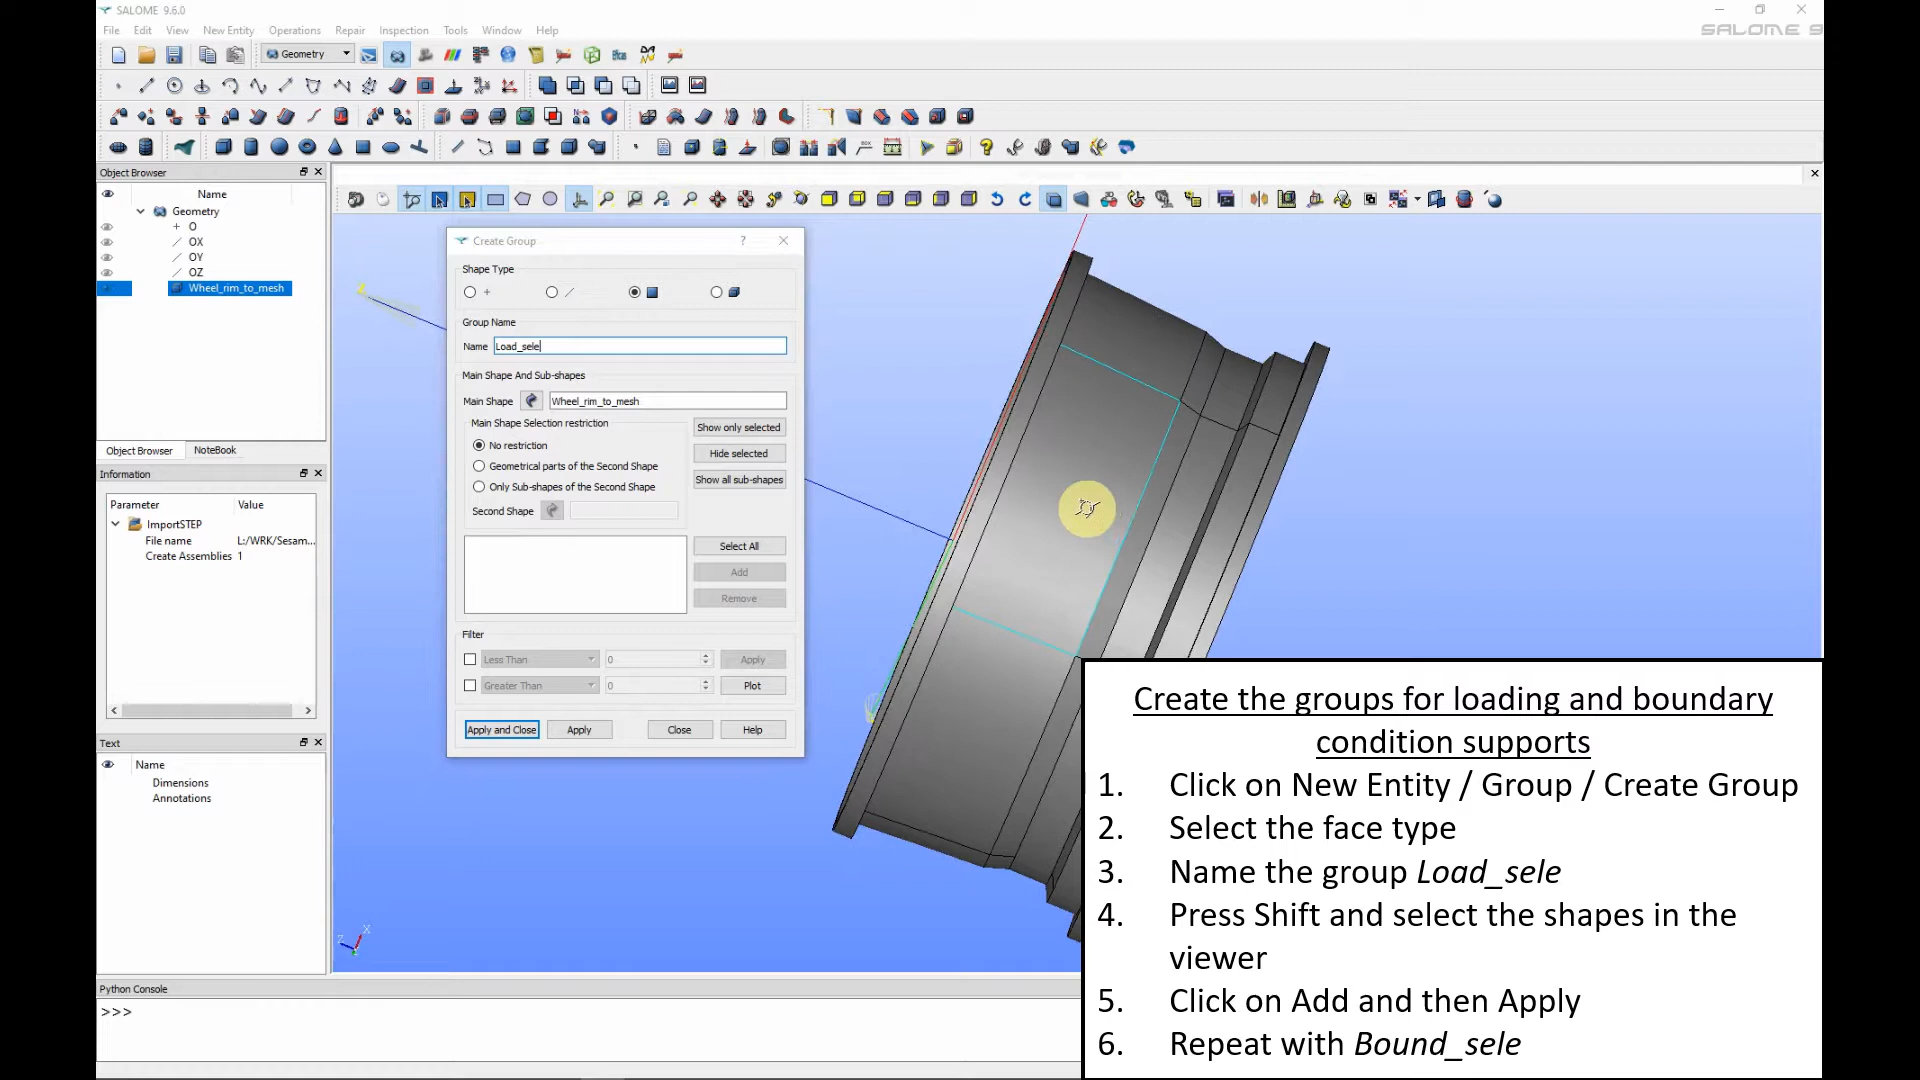 SALOME 9.6.0
File Edit View New Entity Operations Repair Inspection Tools Window Help
SALOME 9
Geometry
Object Browser
Name
Geometry
O
OX
OY
OZ
Wheel_rim_to_mesh
Object Browser NoteBook
Information
Parameter Value
ImportSTEP
File name L:/WRK/Sesam...
Create Assemblies 1
Text
Name
Dimensions
Annotations
Python Console
>>>
Create Group
?
Shape Type
Group Name
Name Load_sele
Main Shape And Sub-shapes
Main Shape Wheel_rim_to_mesh
Main Shape Selection restriction
No restriction
Geometrical parts of the Second Shape
Only Sub-shapes of the Second Shape
Second Shape
Show only selected
Hide selected
Show all sub-shapes
Select All
Add
Remove
Filter
Less Than 0 Apply
Greater Than 0 Plot
Apply and Close Apply Close Help
X
Z
Create the groups for loading and boundary
condition supports
1. Click on New Entity / Group / Create Group
2. Select the face type
3. Name the group Load_sele
4. Press Shift and select the shapes in the
viewer
5. Click on Add and then Apply
6. Repeat with Bound_sele